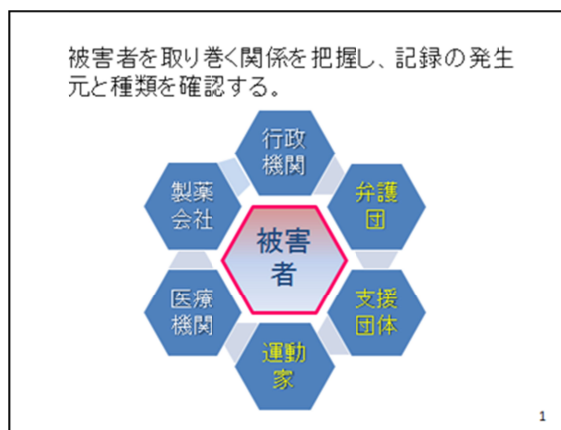 被害者を取り巻く関係を把握し、記録の発生
元と種類を確認する。
行政
機関
製薬
会社
弁護
団
被害
者
医療
機関
支援
団体
運動
家
1